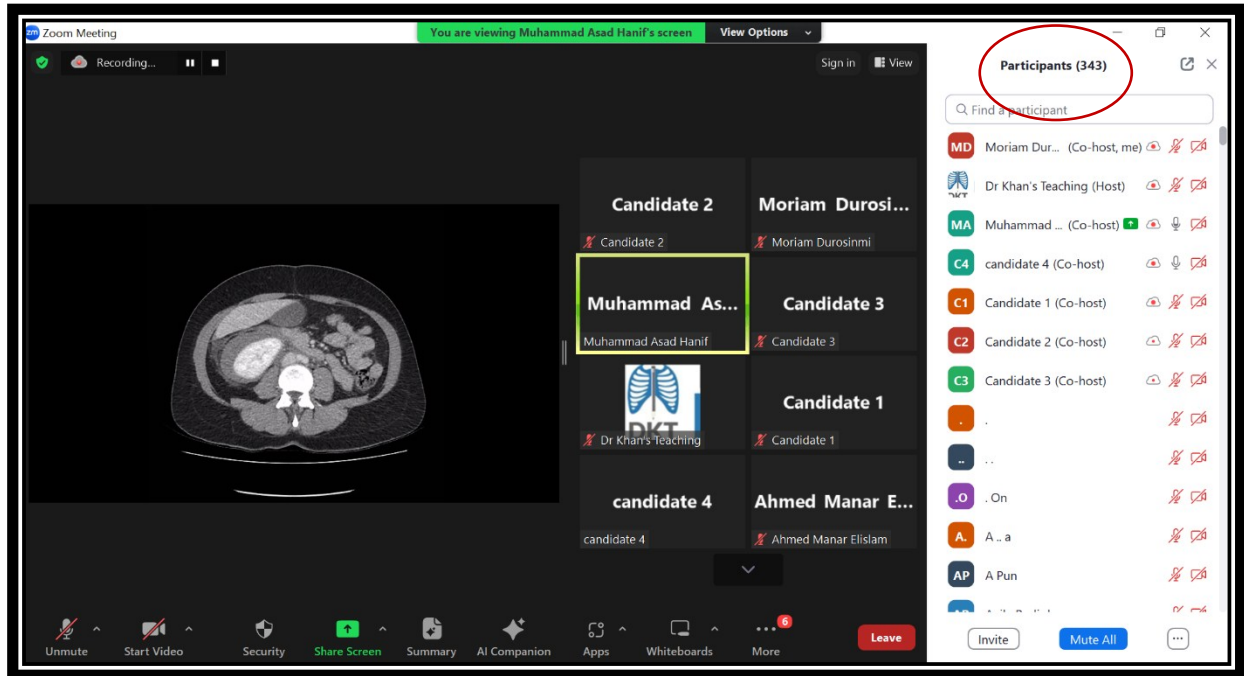 zm Zoom Meeting
You are viewing Muhammad Asad Hanif's screen
View Options
Recording...
Sign in
View
Candidate 2
Candidate 2
Moriam Durosi...
Moriam Durosinmi
Muhammad As...
Muhammad Asad Hanif
Candidate 3
Candidate 3
DKT
Dr Khan's Teaching
Candidate 1
Candidate 1
candidate 4
candidate 4
Ahmed Manar E...
Ahmed Manar Elislam
Unmute
Start Video
Security
Share Screen
Summary
AI Companion
Apps
Whiteboards
6
More
Leave
Participants (343)
Find a participant
MD Moriam Dur... (Co-host, me)
DKT Dr Khan's Teaching (Host)
MA Muhammad ... (Co-host)
C4 candidate 4 (Co-host)
C1 Candidate 1 (Co-host)
C2 Candidate 2 (Co-host)
C3 Candidate 3 (Co-host)
. .
.. . .
.O . On
A. A .. a
AP A Pun
Invite
Mute All